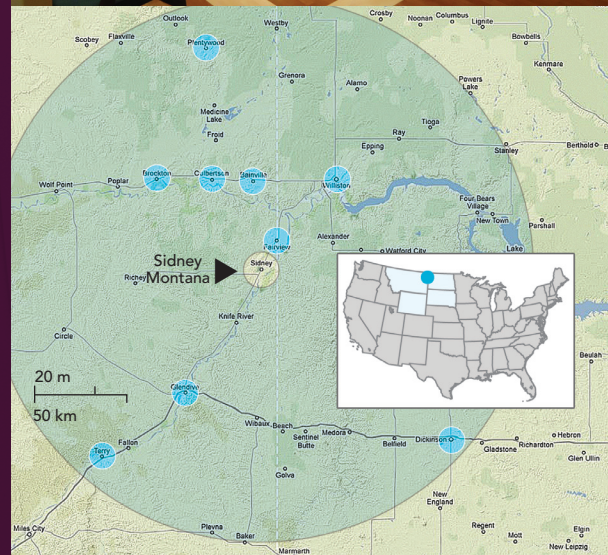 Outlook
Westby
Crosby
Noonan
Columbus
Lignite
Scobey
Flaxville
Plentywood
Bowbells
Grenora
Kenmare
Alamo
Powers
Lake
Medicine
Lake
Tioga
Froid
Ray
Epping
Stanley
Berthold
Brockton
Culbertson
Bainville
Williston
Wolf Point
Poplar
Four Bears
Village
New Town
Parshall
Fairview
Alexander
Watford City
Lake
Sidney
Montana
Sidney
Richey
Knife River
Circle
Beulah
20 m
50 km
Glendive
Wibaux
Beach
Sentinel
Butte
Medora
Belfield
Dickinson
Gladstone
Richardton
Hebron
Glen Ullin
Terry
Fallon
Golva
New
England
Miles City
Plevna
Baker
Marmarth
Regent
Mott
Elgin
New Leipzig